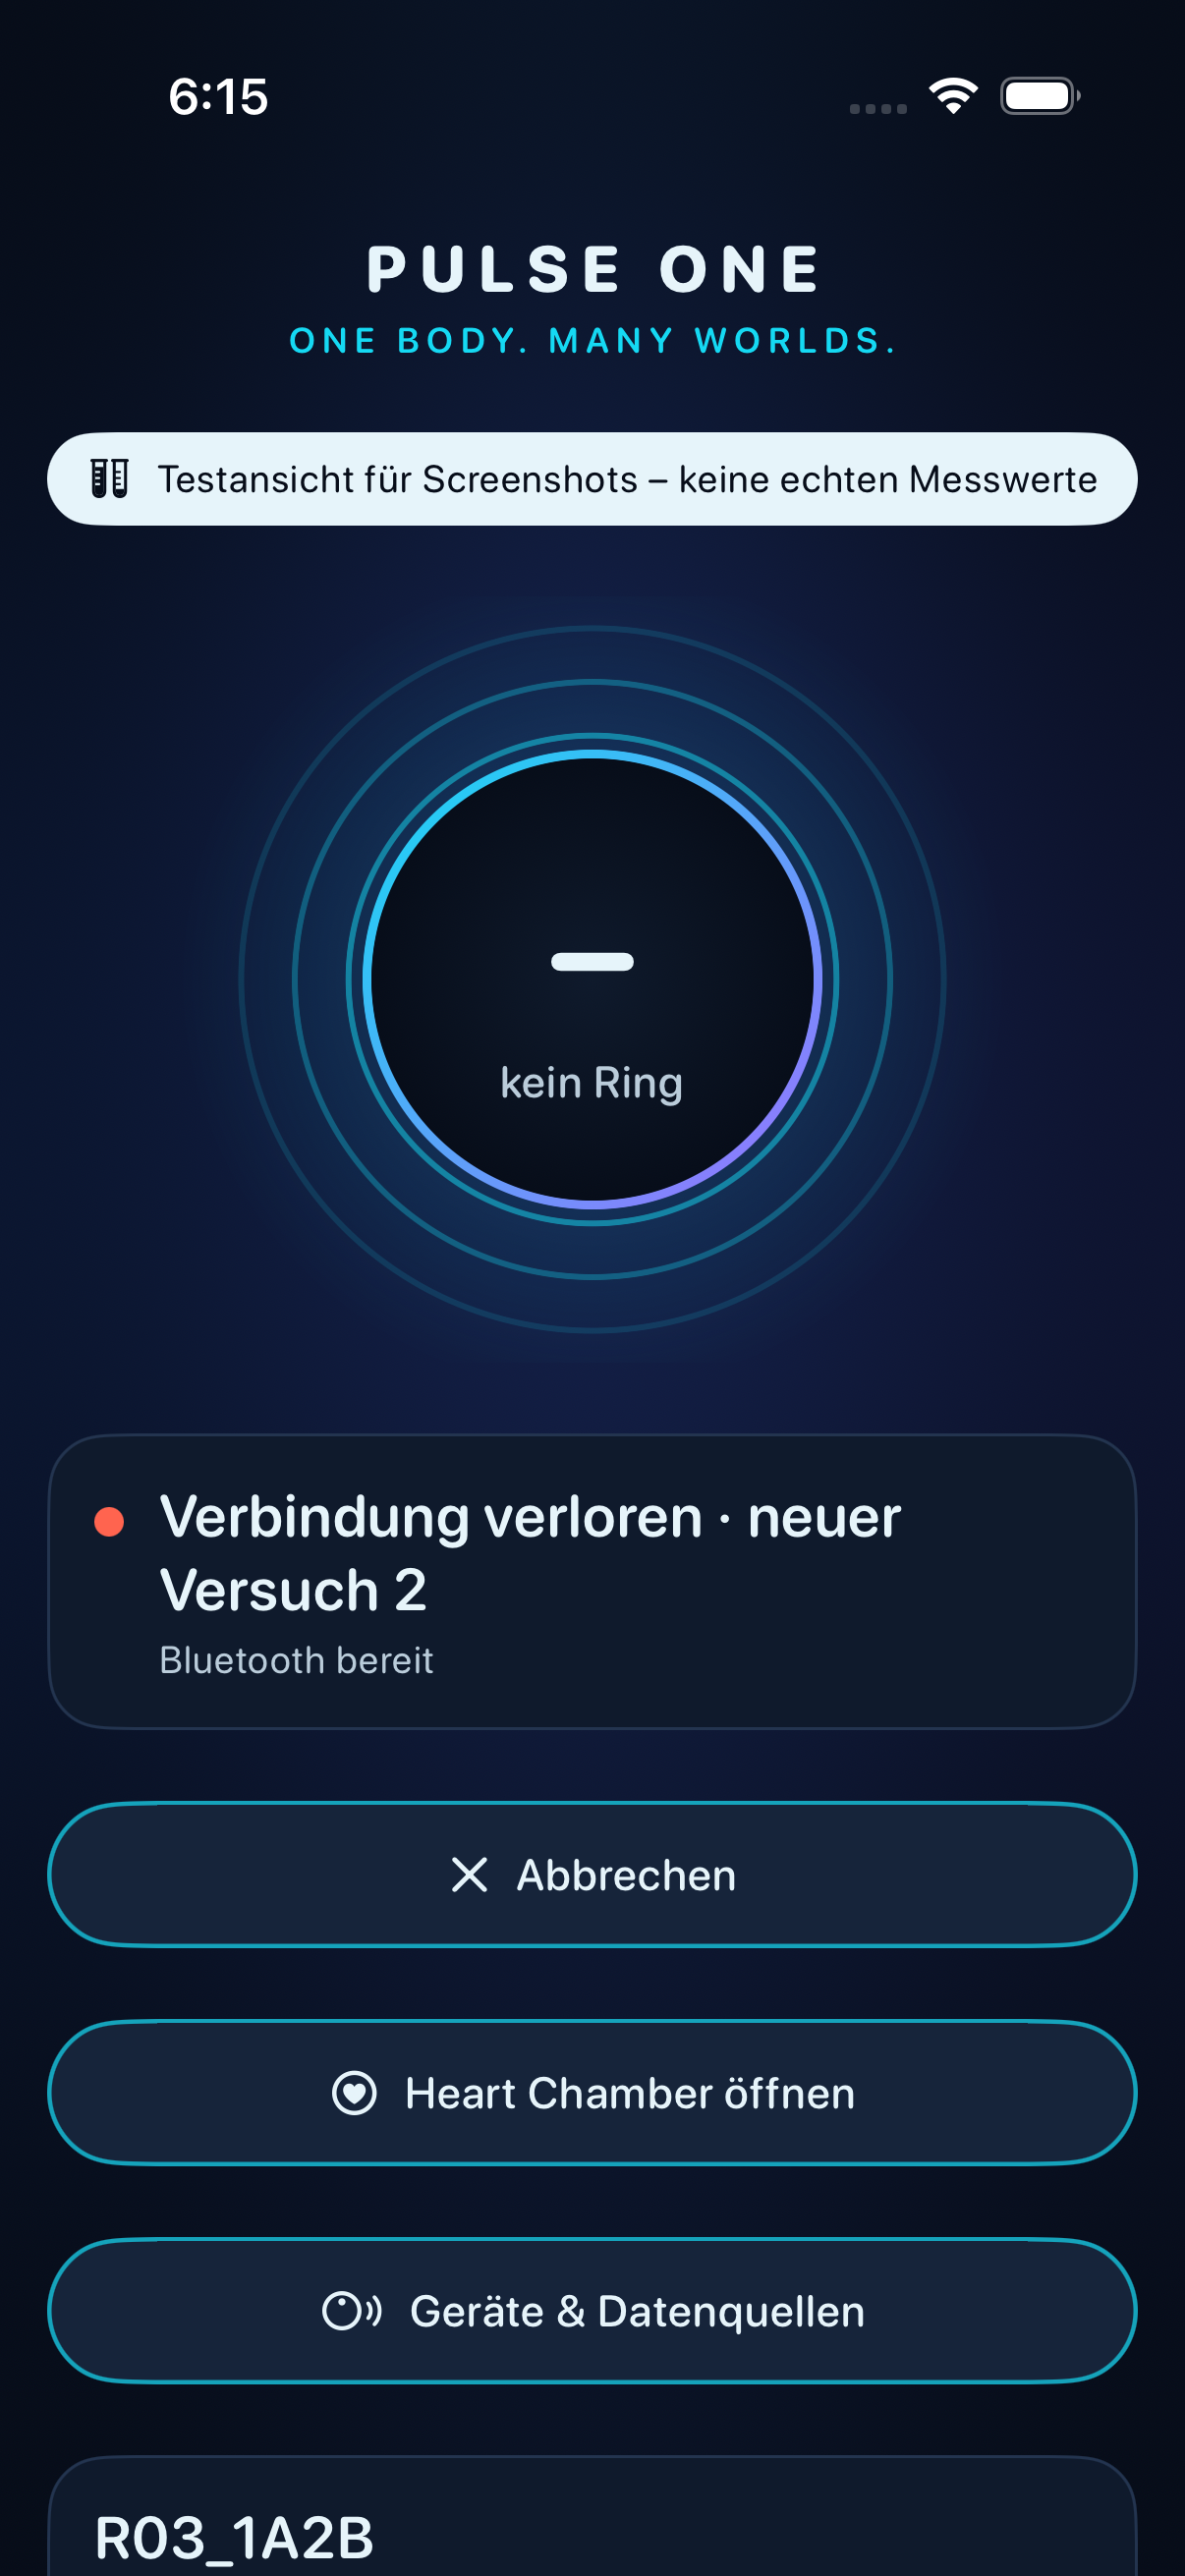 6:15
PULSE ONE
ONE BODY. MANY WORLDS.
Testansicht für Screenshots – keine echten Messwerte
–
kein Ring
Verbindung verloren · neuer
Versuch 2
Bluetooth bereit
Abbrechen
Heart Chamber öffnen
Geräte & Datenquellen
R03_1A2B